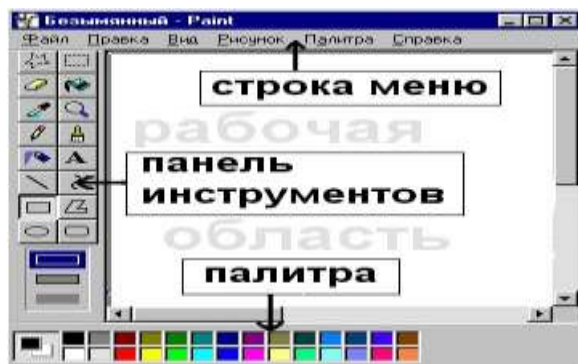 Безымянный - Paint
Файл Правка Вид Рисунок Палитра Справка
строка меню
рабочая
A
панель
инструментов
область
палитра